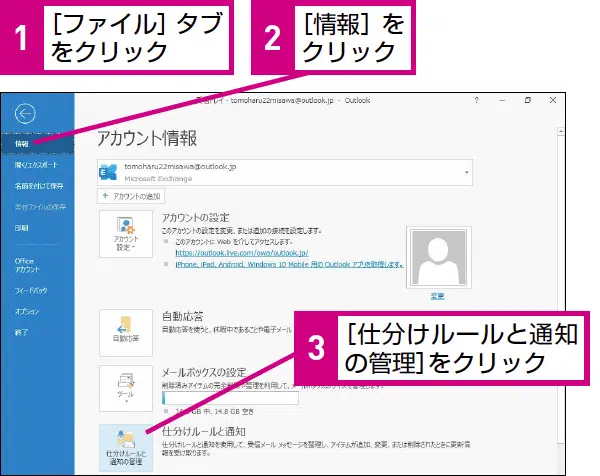 1
[ファイル] タブ
をクリック
2
[情報] を
クリック
トレイ - tomoharu22misawa@outlook.jp - Outlook
?
情報
開く/エクスポート
名前を付けて保存
添付ファイルの保存
印刷
Office
アカウント
フィードバック
オプション
終了
アカウント情報
tomoharu22misawa@outlook.jp
Microsoft Exchange
+ アカウントの追加
アカウント
設定
アカウントの設定
このアカウントの設定を変更、または追加の接続を設定します。
このアカウントに Web を介してアクセスします。
https://outlook.live.com/owa/outlook.jp/
iPhone、iPad、Android、Windows 10 Mobile 用の Outlook アプリを取得します。
変更
自動応答
自動応答
自動応答を使うと、休暇中であることや電子メール
3
[仕分けルールと通知
の管理]をクリック
ツール
メールボックスの設定
削除済みアイテムの完全削除や整理を利用して、メールボックスのサイズを管理します。
GB 中、14.8 GB 空き
仕分けルールと
通知の管理
仕分けルールと通知
仕分けルールと通知を使用して、受信メール メッセージを整理し、アイテムが追加、変更、または削除されたときに更新情
報を受け取ります。